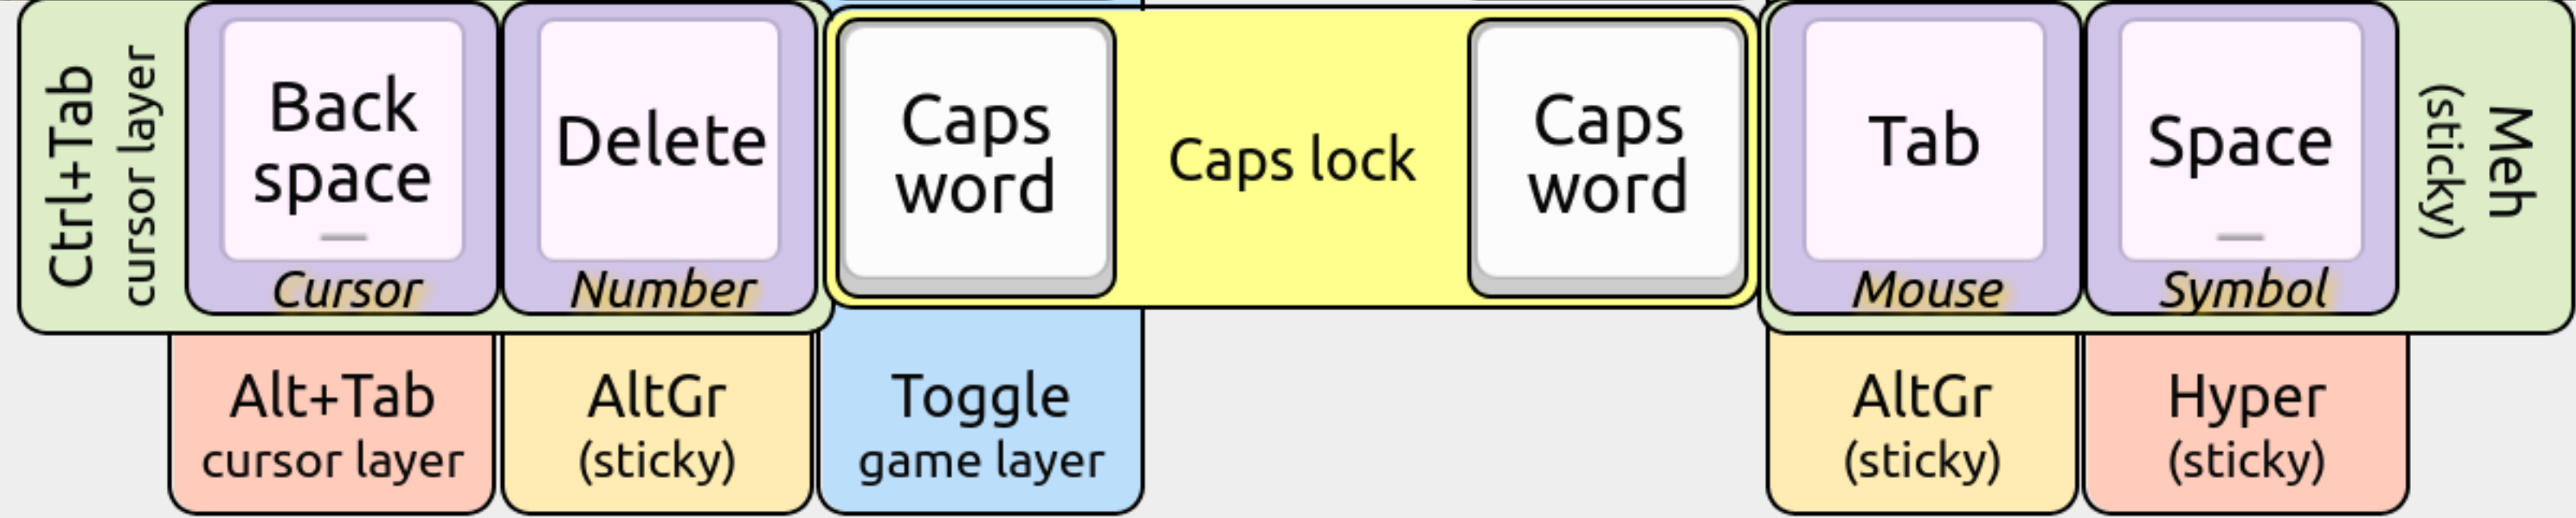 Ctrl+Tab
cursor layer
Back
space
Cursor
Delete
Number
Caps
word
Caps lock
Caps
word
Tab
Mouse
Space
Symbol
Meh
(sticky)
Alt+Tab
cursor layer
AltGr
(sticky)
Toggle
game layer
AltGr
(sticky)
Hyper
(sticky)